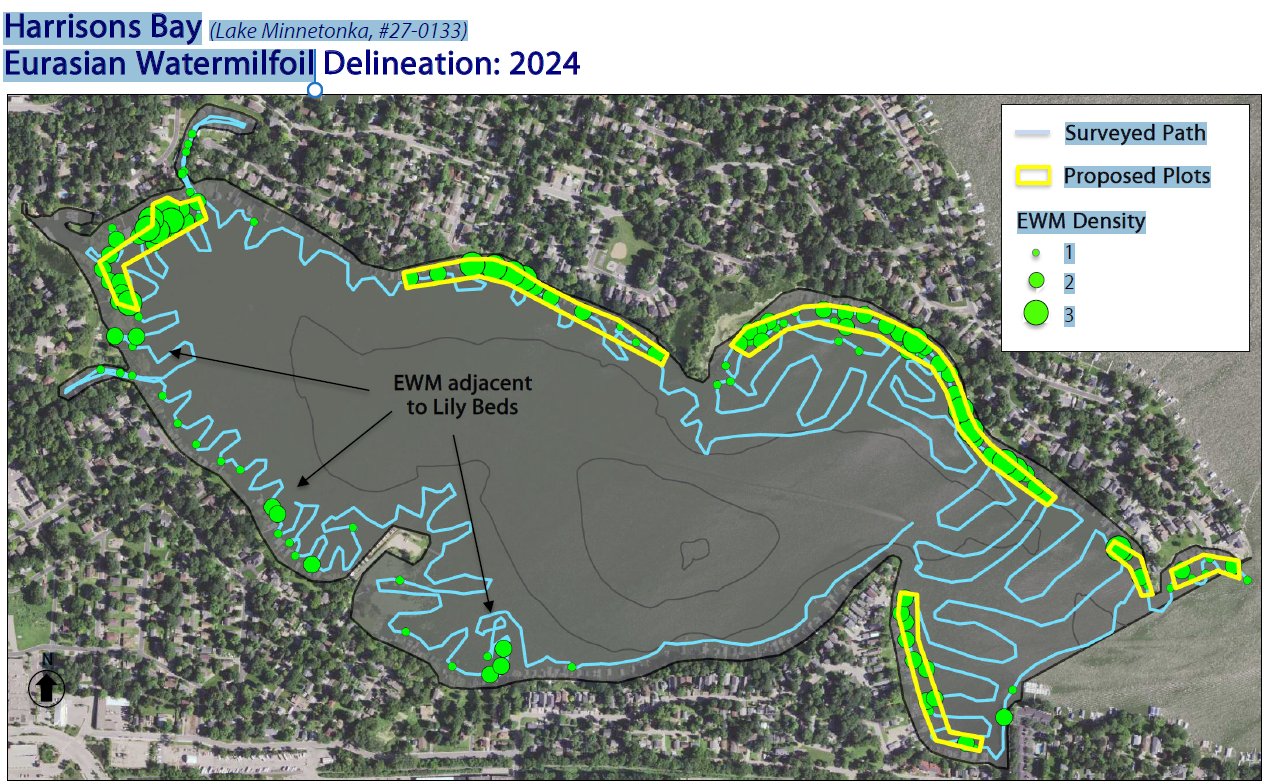 Harrisons Bay (Lake Minnetonka, #27-0133)
Eurasian Watermilfoil Delineation: 2024
Surveyed Path
Proposed Plots
EWM Density
1
2
3
EWM adjacent
to Lily Beds
N